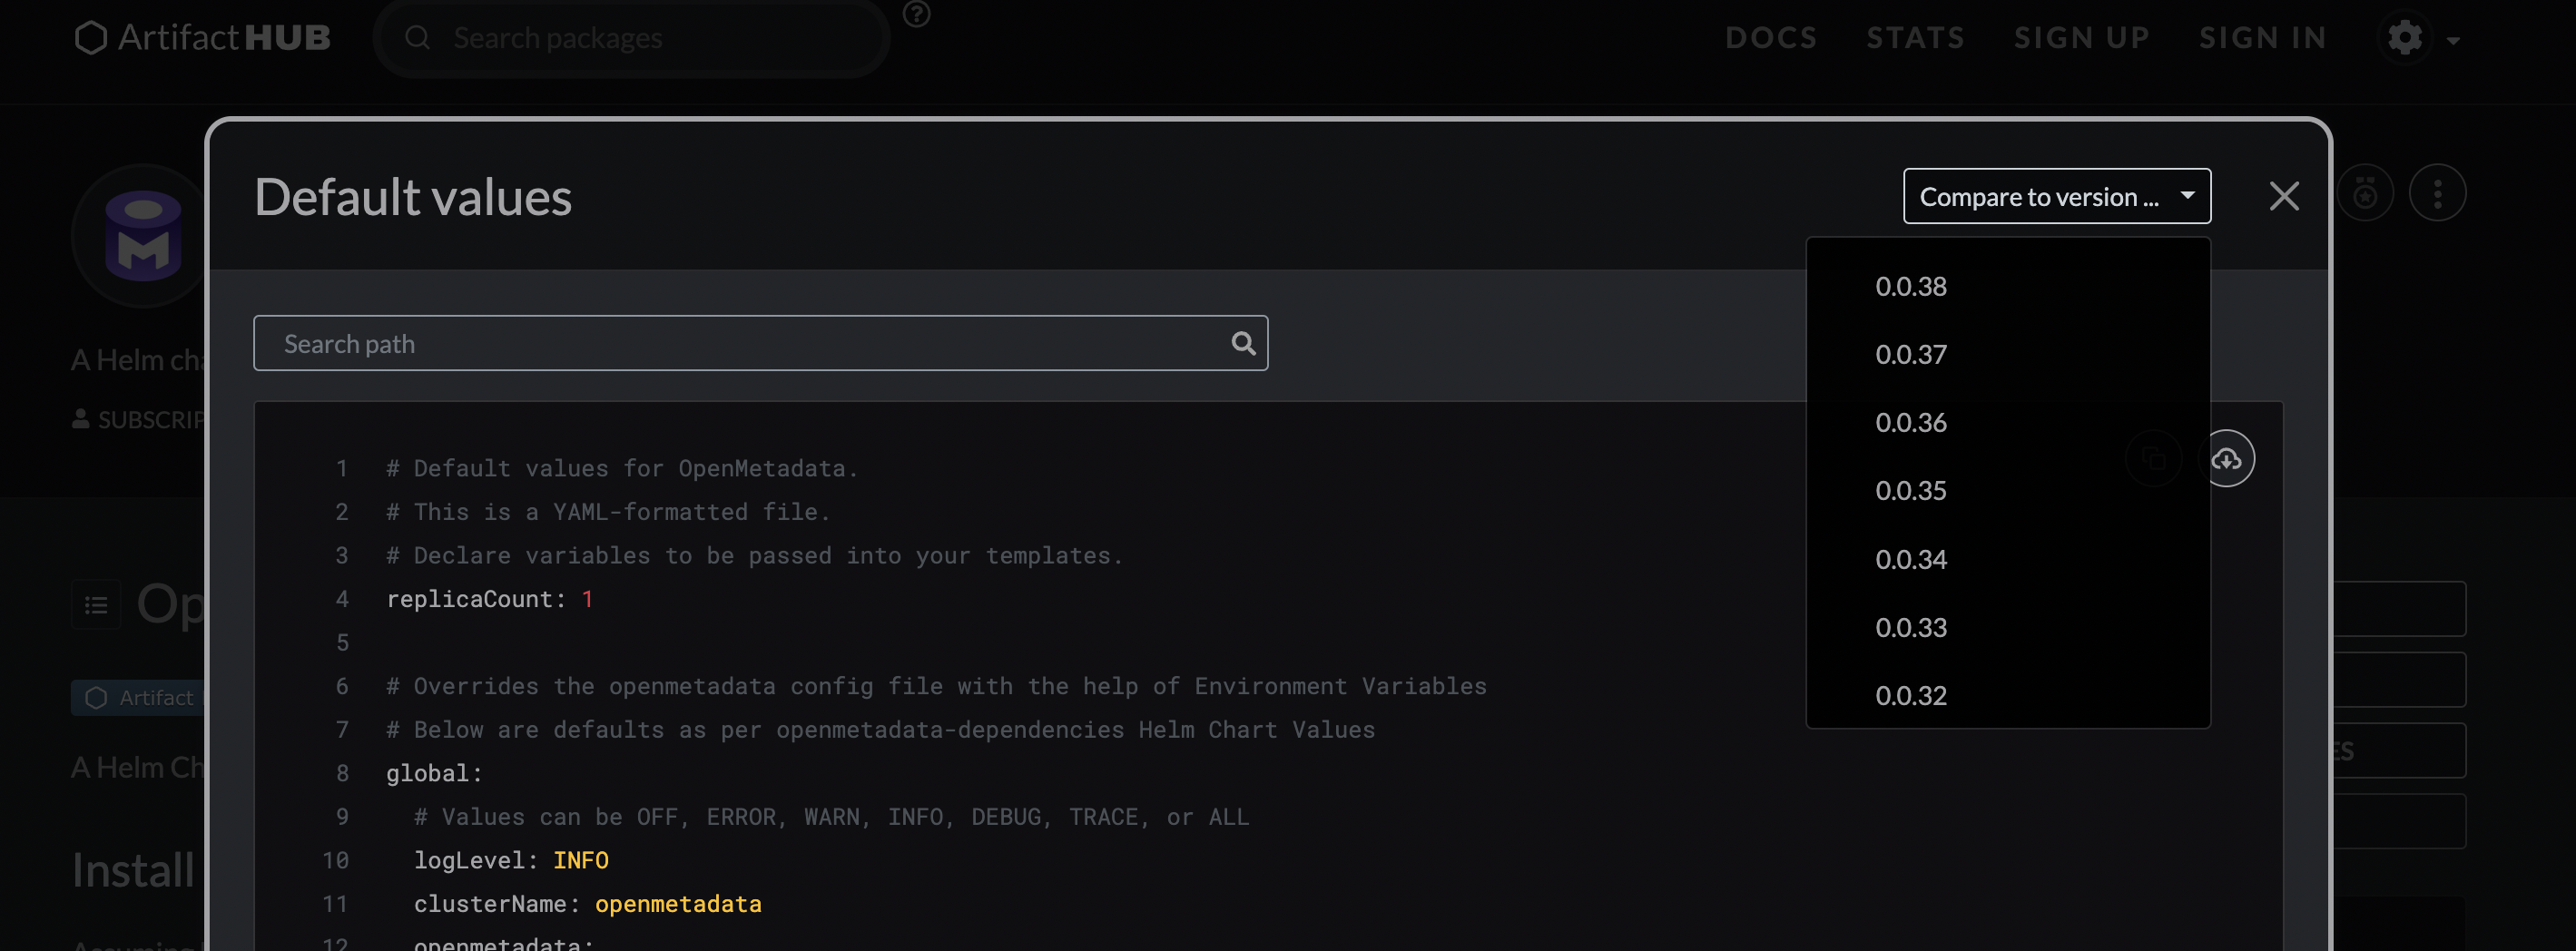 Artifact HUB
Search packages
?
DOCS STATS SIGN UP SIGN IN
Default values
Compare to version ...
0.0.38
0.0.37
0.0.36
0.0.35
0.0.34
0.0.33
0.0.32
Search path
A Helm cha
SUBSCRIP
1 # Default values for OpenMetadata.
2 # This is a YAML-formatted file.
3 # Declare variables to be passed into your templates.
4 replicaCount: 1
5
6 # Overrides the openmetadata config file with the help of Environment Variables
7 # Below are defaults as per openmetadata-dependencies Helm Chart Values
8 global:
9 # Values can be OFF, ERROR, WARN, INFO, DEBUG, TRACE, or ALL
10 logLevel: INFO
11 clusterName: openmetadata
12 openmetadata:
Op
Artifact
A Helm Ch
Install
ES